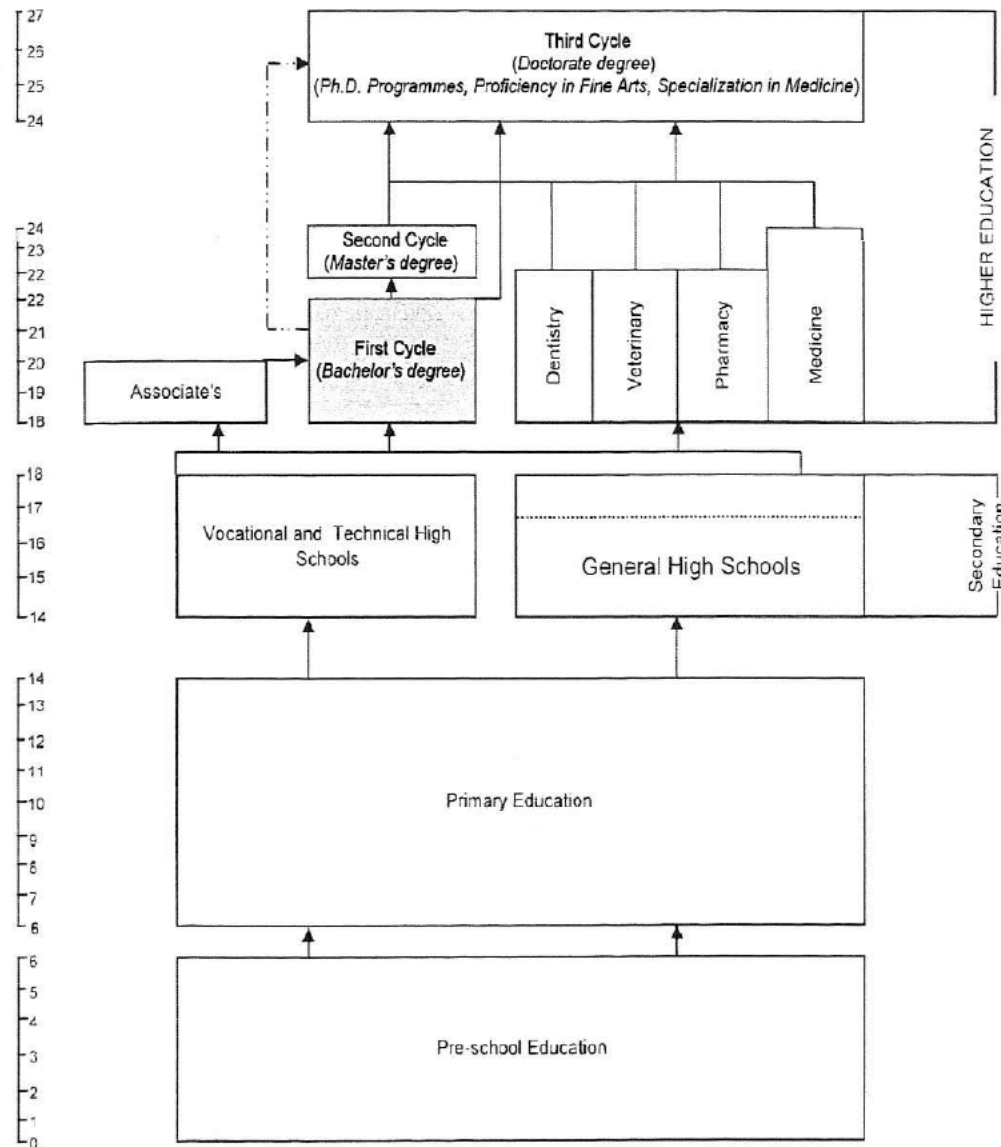 27
26
25
24
Third Cycle
(Doctorate degree)
(Ph.D. Programmes, Proficiency in Fine Arts, Specialization in Medicine)
HIGHER EDUCATION
24
23
22
22
21
20
19
18
Second Cycle
(Master's degree)
First Cycle
(Bachelor's degree)
Associate's
Dentistry
Veterinary
Pharmacy
Medicine
18
17
16
15
14
Vocational and Technical High
Schools
General High Schools
Secondary
Education
14
13
12
11
10
9
8
7
6
Primary Education
6
5
4
3
2
1
0
Pre-school Education